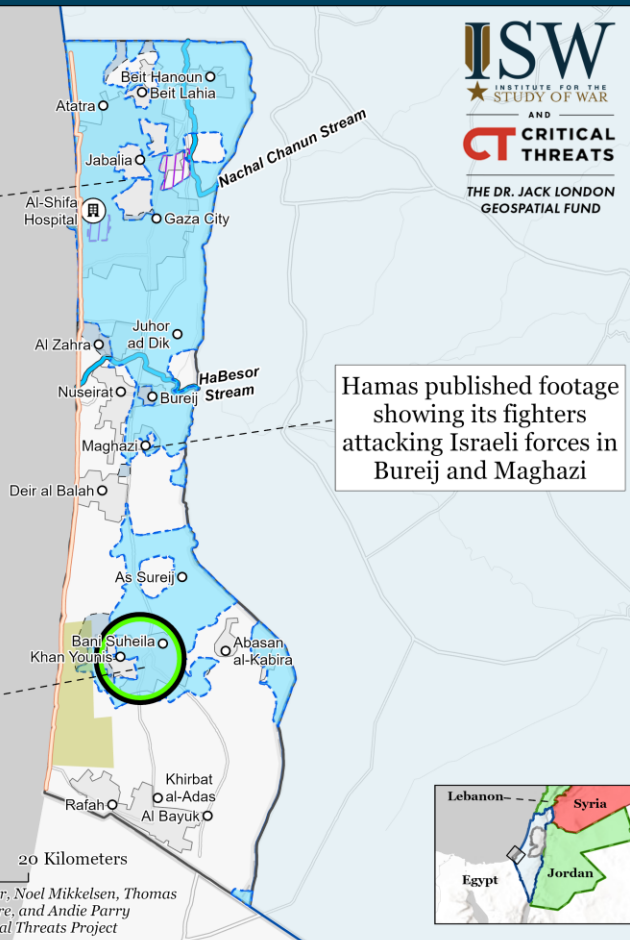 ISW
INSTITUTE FOR THE
STUDY OF WAR
AND
CT CRITICAL
THREATS
THE DR. JACK LONDON
GEOSPATIAL FUND
Beit Hanoun
Beit Lahia
Atatra
Nachal Chanun Stream
Jabalia
Al-Shifa
Hospital
Gaza City
Juhor
ad Dik
Al Zahra
HaBesor
Stream
Nuseirat
Bureij
Hamas published footage
showing its fighters
attacking Israeli forces in
Bureij and Maghazi
Maghazi
Deir al Balah
As Sureij
Bani Suheila
Khan Younis
Abasan
al-Kabira
Khirbat
al-Adas
Rafah
Al Bayuk
Lebanon
Syria
Egypt
Jordan
20 Kilometers
r, Noel Mikkelsen, Thomas
re, and Andie Parry
al Threats Project